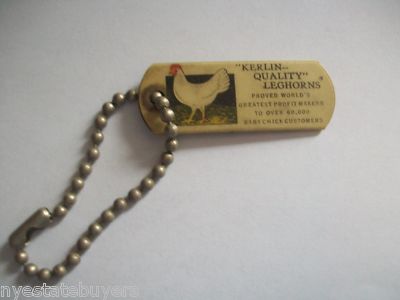 "KERLIN-
QUALITY"
LEGHORNS
PROVED WORLD'S
GREATEST PROFIT MAKERS
TO OVER 60,000
BABY CHICK CUSTOMERS
nyestatebuyers